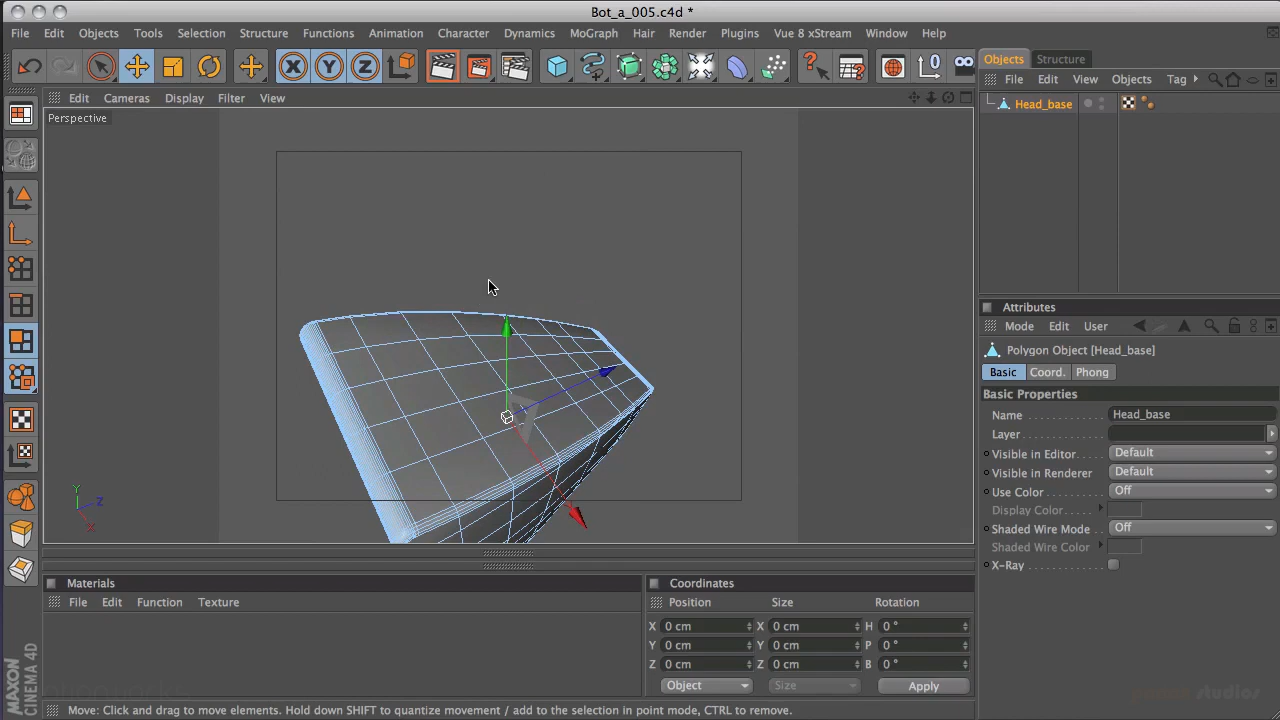 Bot_a_005.c4d *
File Edit Objects Tools Selection Structure Functions Animation Character Dynamics MoGraph Hair Render Plugins Vue 8 xStream Window Help
X Y Z
Objects Structure
File Edit View Objects Tag
Head_base
Edit Cameras Display Filter View
Perspective
Y
Z
X
Attributes
Mode Edit User
Polygon Object [Head_base]
Basic Coord. Phong
Basic Properties
Name Head_base
Layer
Visible in Editor Default
Visible in Renderer Default
Use Color Off
Display Color
Shaded Wire Mode Off
Shaded Wire Color
X-Ray
Materials
File Edit Function Texture
Coordinates
Position Size Rotation
X 0 cm X 0 cm H 0 °
Y 0 cm Y 0 cm P 0 °
Z 0 cm Z 0 cm B 0 °
Object Size Apply
MAXON
CINEMA 4D
studios
Move: Click and drag to move elements. Hold down SHIFT to quantize movement / add to the selection in point mode, CTRL to remove.